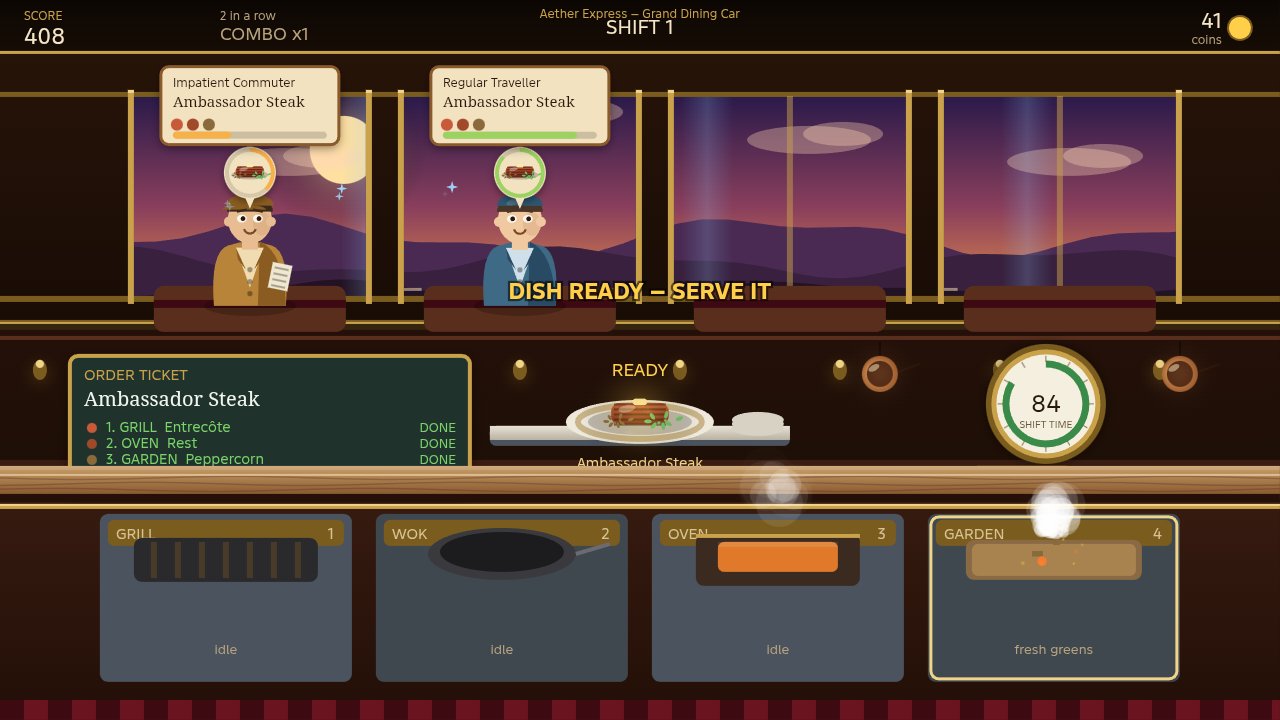 SCORE
408
2 in a row
COMBO x1
Aether Express – Grand Dining Car
SHIFT 1
41
coins
Impatient Commuter
Ambassador Steak
Regular Traveller
Ambassador Steak
DISH READY – SERVE IT
ORDER TICKET
Ambassador Steak
1. GRILL Entrecôte DONE
2. OVEN Rest DONE
3. GARDEN Peppercorn DONE
READY
Ambassador Steak
84
SHIFT TIME
GRILL 1
idle
WOK 2
idle
OVEN 3
idle
GARDEN 4
fresh greens